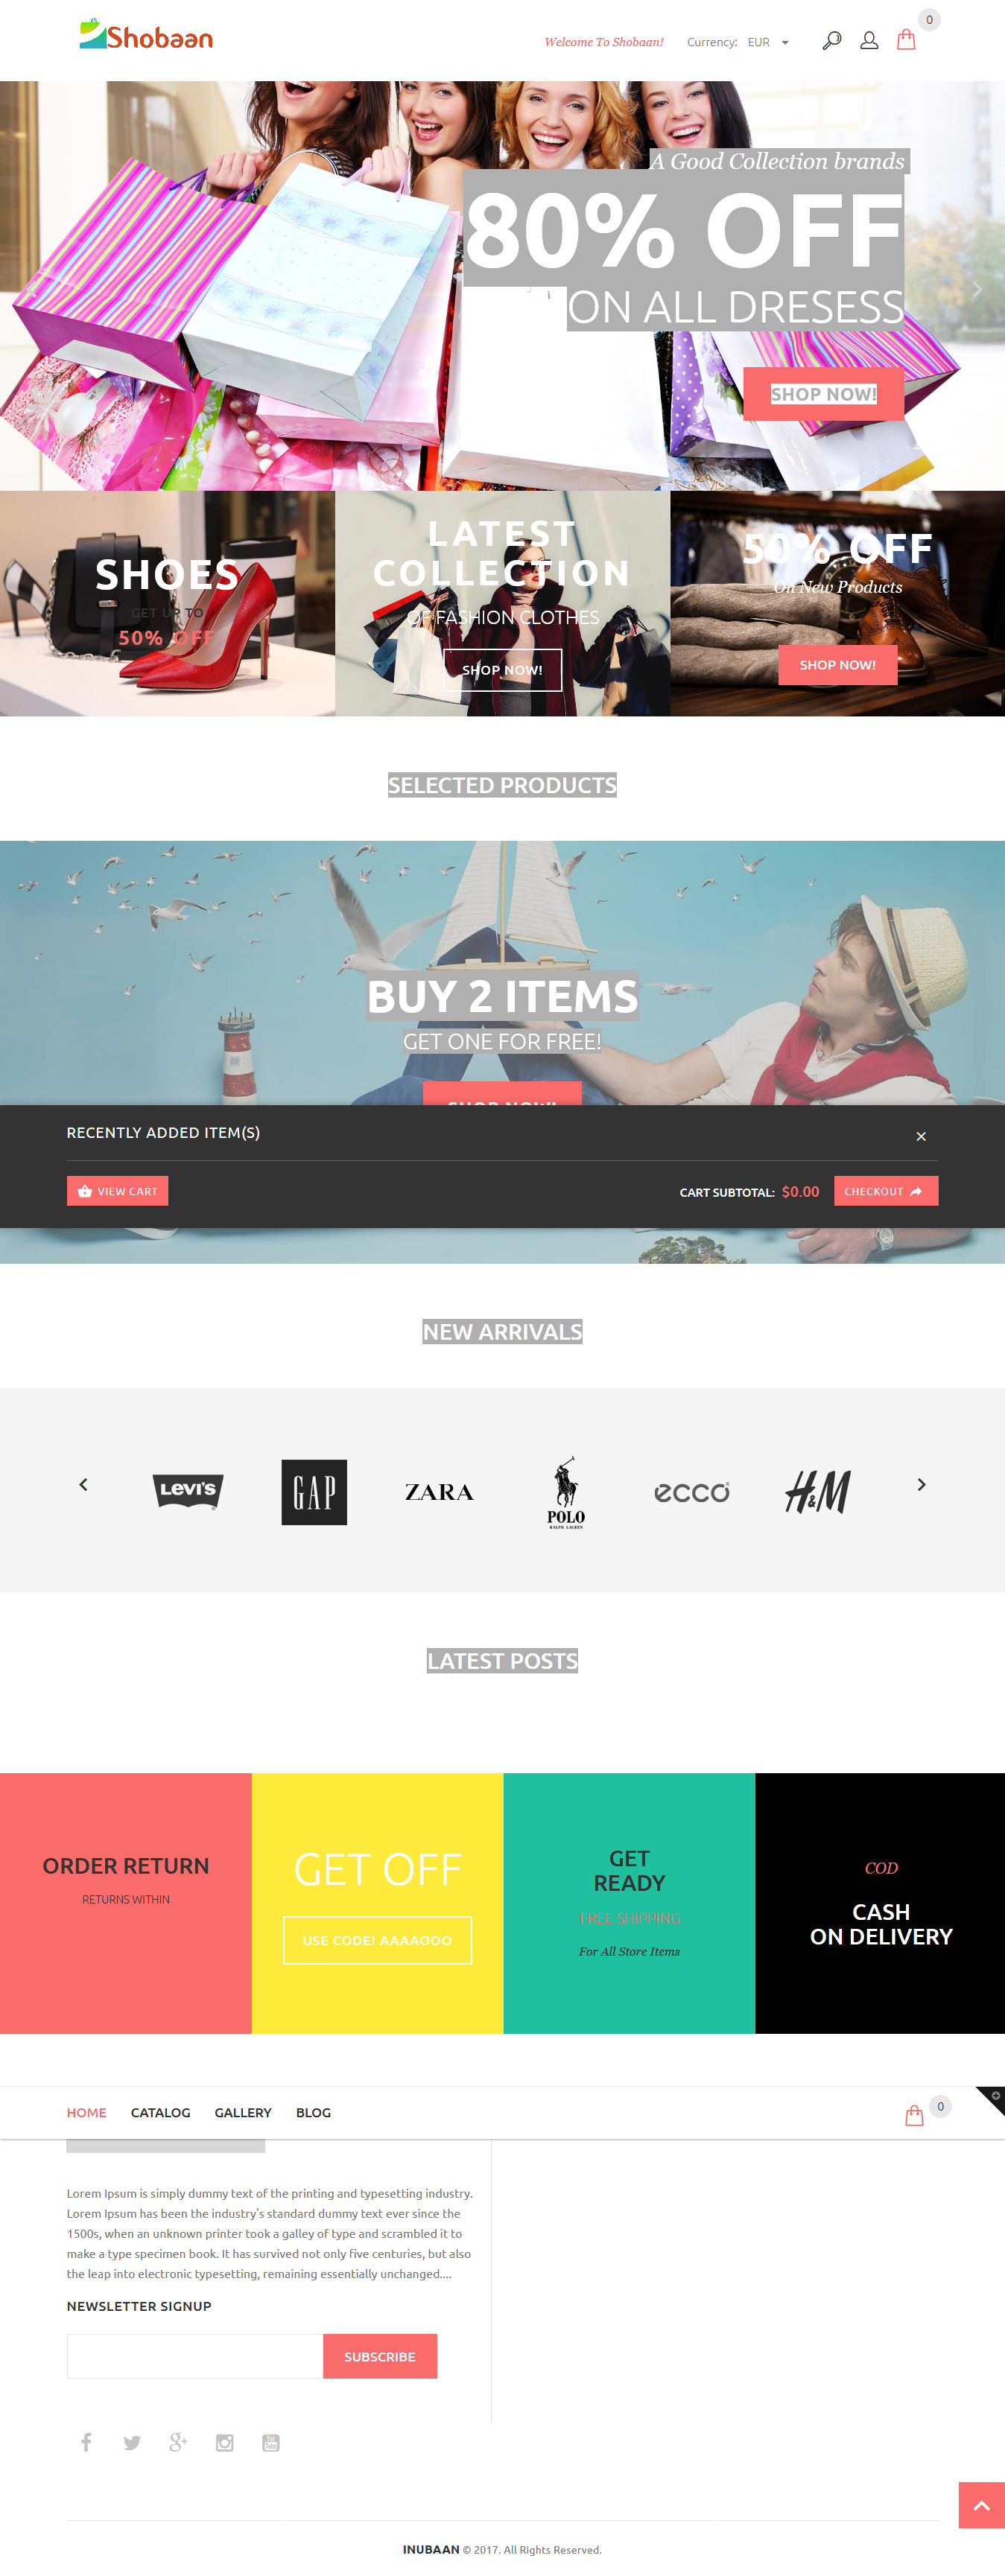 Shobaan
Welcome To Shobaan!
Currency: EUR
0
A Good Collection brands
80% OFF
ON ALL DRESESS
SHOP NOW!
SHOES
GET UP TO
50% OFF
LATEST
COLLECTION
OF FASHION CLOTHES
SHOP NOW!
50% OFF
On New Products
SHOP NOW!
SELECTED PRODUCTS
BUY 2 ITEMS
GET ONE FOR FREE!
SHOP NOW!
RECENTLY ADDED ITEM(S)
VIEW CART
CART SUBTOTAL: $0.00
CHECKOUT
NEW ARRIVALS
LEVI'S
GAP
ZARA
POLO
RALPH LAUREN
ecco
H&M
LATEST POSTS
ORDER RETURN
RETURNS WITHIN
GET OFF
USE CODE! AAAAOOO
GET
READY
FREE SHIPPING
For All Store Items
COD
CASH
ON DELIVERY
HOME CATALOG GALLERY BLOG
0
Lorem Ipsum is simply dummy text of the printing and typesetting industry.
Lorem Ipsum has been the industry's standard dummy text ever since the
1500s, when an unknown printer took a galley of type and scrambled it to
make a type specimen book. It has survived not only five centuries, but also
the leap into electronic typesetting, remaining essentially unchanged....
NEWSLETTER SIGNUP
SUBSCRIBE
You
Tube
INUBAAN © 2017. All Rights Reserved.